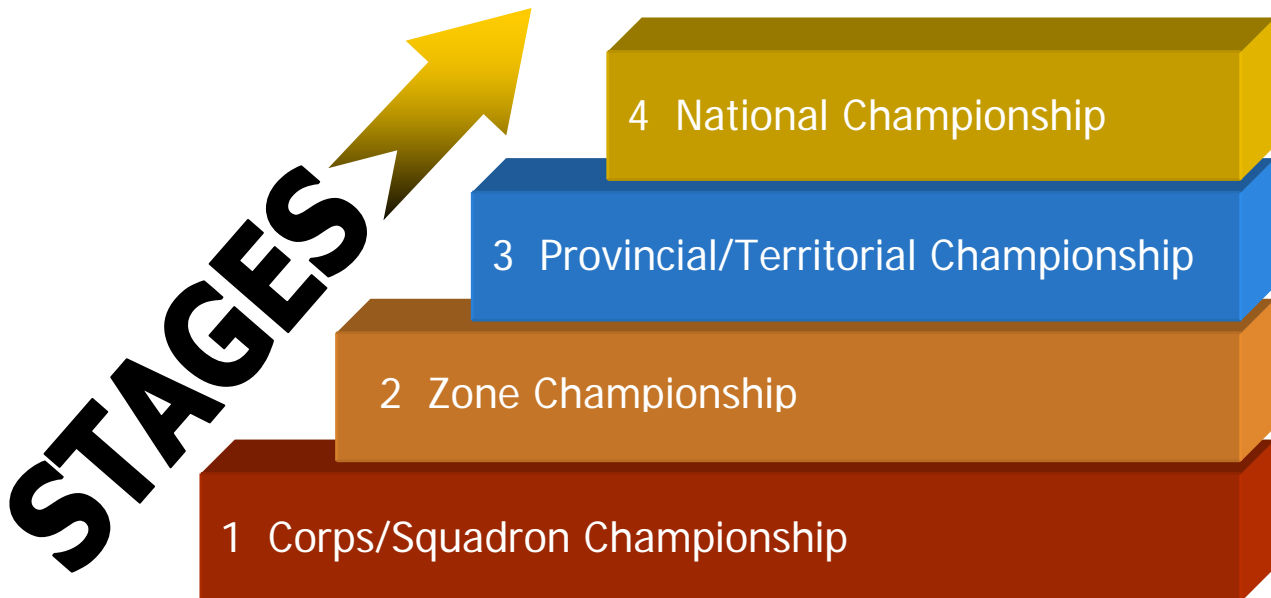 STAGES
4 National Championship
3 Provincial/Territorial Championship
2 Zone Championship
1 Corps/Squadron Championship